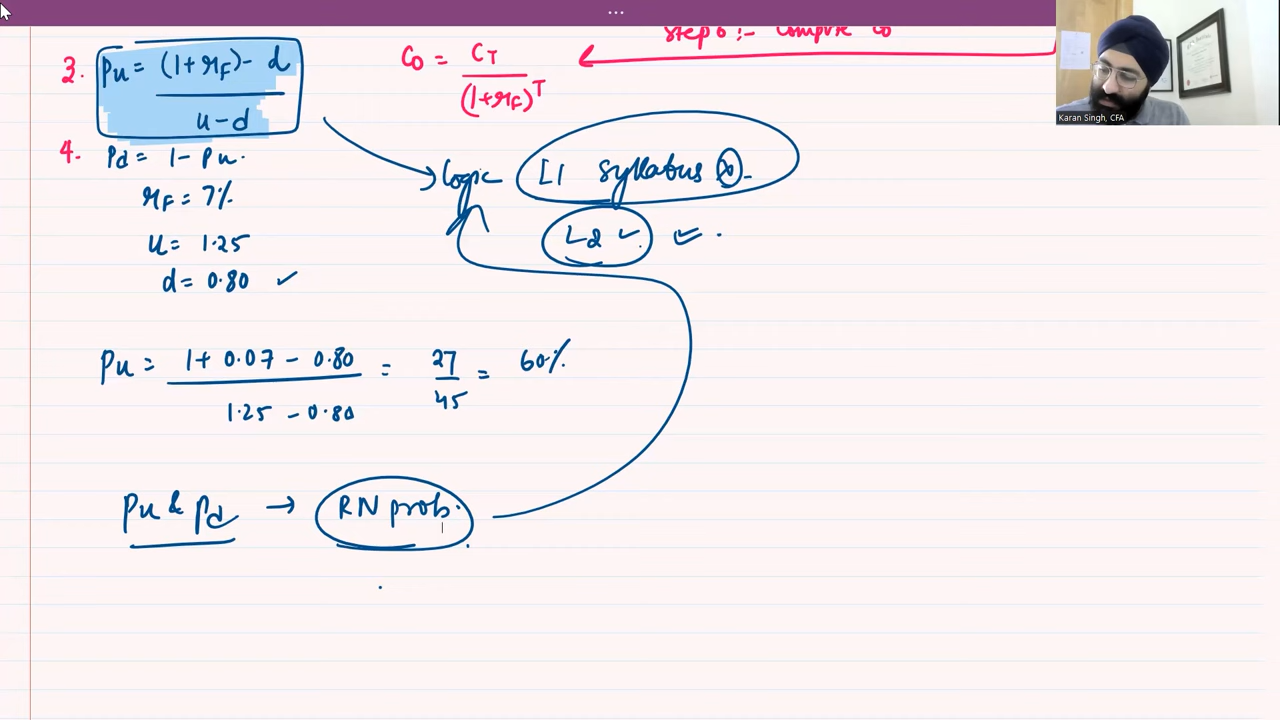 Step 6 :- Compute C0
3. Pu = (1+rF) - d
u - d
C0 = CT
(1+rF)^T
4. Pd = 1 - Pu.
rF = 7%
u = 1.25
d = 0.80 ✓
Logic L1 Syllabus ⊗.
L2 ✓ ✓.
Pu = 1 + 0.07 - 0.80 = 27 = 60%
1.25 - 0.80 45
Pu & Pd → RN prob.
Karan Singh, CFA